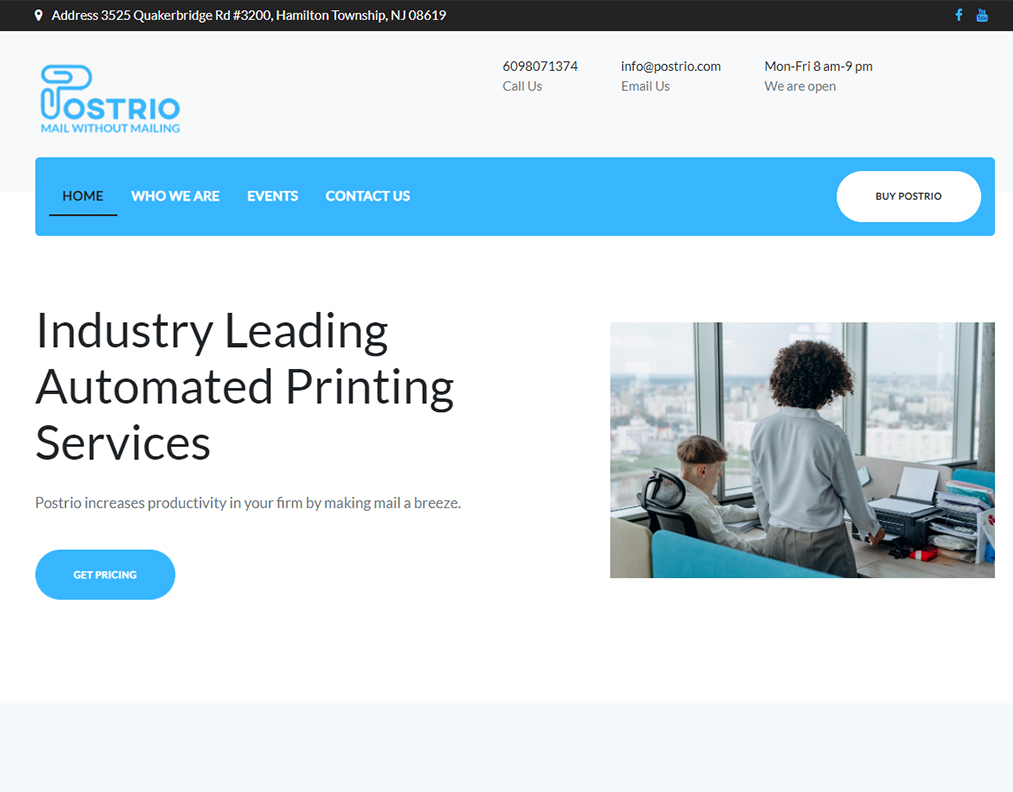 Address 3525 Quakerbridge Rd #3200, Hamilton Township, NJ 08619
POSTRIO
MAIL WITHOUT MAILING
6098071374
Call Us
info@postrio.com
Email Us
Mon-Fri 8 am-9 pm
We are open
HOME WHO WE ARE EVENTS CONTACT US BUY POSTRIO
Industry Leading
Automated Printing
Services
Postrio increases productivity in your firm by making mail a breeze.
GET PRICING